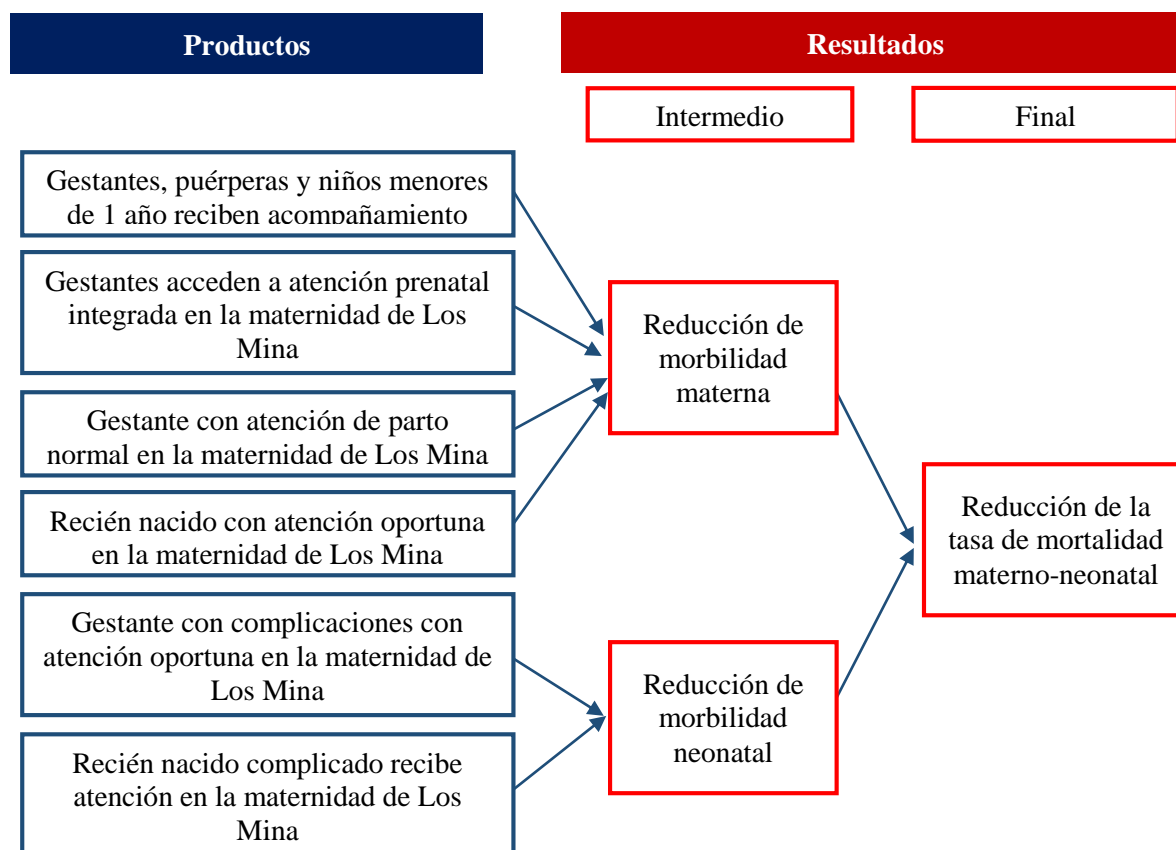 Productos
Resultados
Intermedio
Final
Gestantes, puérperas y niños menores
de 1 año reciben acompañamiento
Gestantes acceden a atención prenatal
integrada en la maternidad de Los
Mina
Gestante con atención de parto
normal en la maternidad de Los Mina
Recién nacido con atención oportuna
en la maternidad de Los Mina
Gestante con complicaciones con
atención oportuna en la maternidad de
Los Mina
Recién nacido complicado recibe
atención en la maternidad de Los
Mina
Reducción de
morbilidad
materna
Reducción de
morbilidad
neonatal
Reducción de la
tasa de mortalidad
materno-neonatal